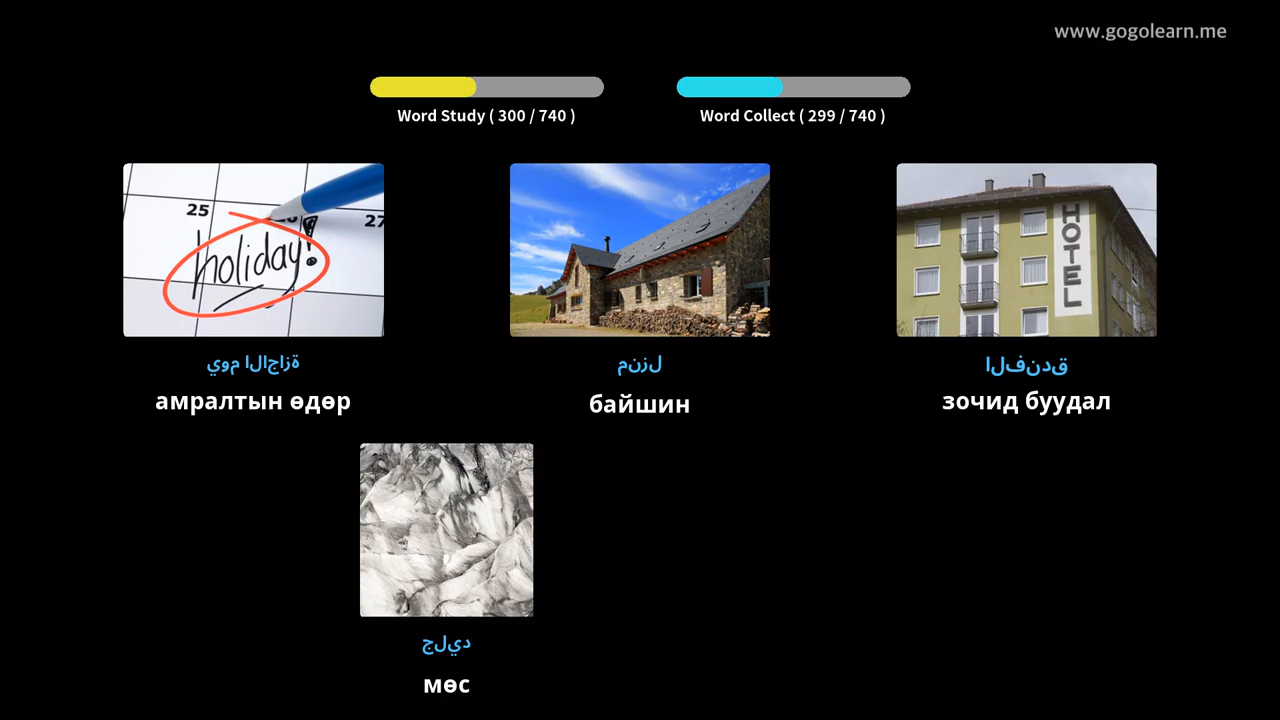 www.gogolearn.me
Word Study ( 300 / 740 )
Word Collect ( 299 / 740 )
25
27
holiday!
HOTEL
يوم الاجازة
منزل
الفندق
амралтын өдөр
байшин
зочид буудал
جليد
мөс